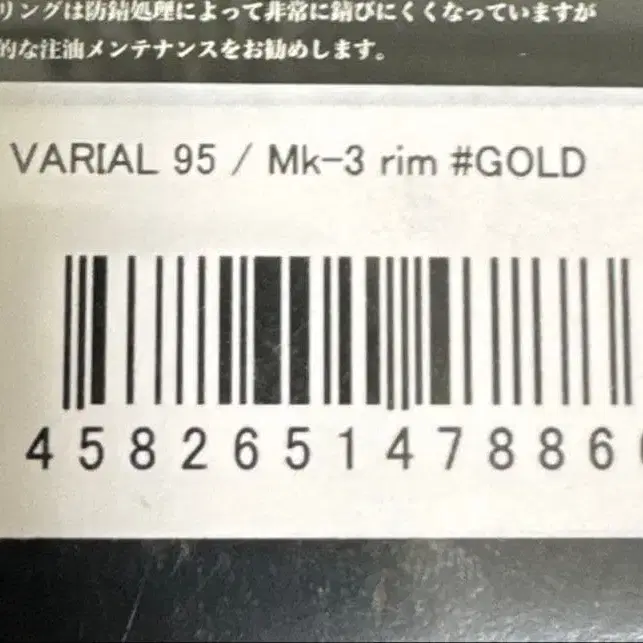 リングは防錆処理によって非常に錆びにくくなっていますが
的な注油メンテナンスをお勧めします。
VARIAL 95 / Mk-3 rim #GOLD
458265147886